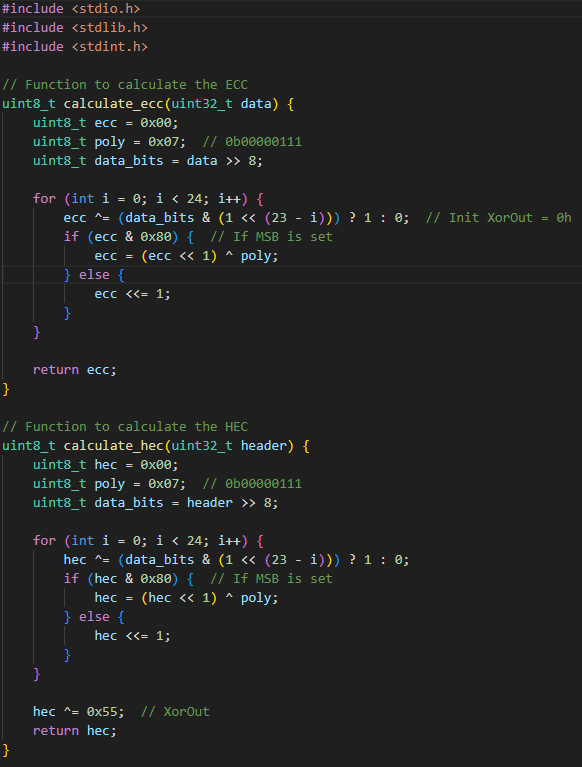 #include <stdio.h>
#include <stdlib.h>
#include <stdint.h>

// Function to calculate the ECC
uint8_t calculate_ecc(uint32_t data) {
    uint8_t ecc = 0x00;
    uint8_t poly = 0x07;  // 0b00000111
    uint8_t data_bits = data >> 8;

    for (int i = 0; i < 24; i++) {
        ecc ^= (data_bits & (1 << (23 - i))) ? 1 : 0;  // Init XorOut = 0h
        if (ecc & 0x80) {  // If MSB is set
            ecc = (ecc << 1) ^ poly;
        } else {
            ecc <<= 1;
        }
    }

    return ecc;
}

// Function to calculate the HEC
uint8_t calculate_hec(uint32_t header) {
    uint8_t hec = 0x00;
    uint8_t poly = 0x07;  // 0b00000111
    uint8_t data_bits = header >> 8;

    for (int i = 0; i < 24; i++) {
        hec ^= (data_bits & (1 << (23 - i))) ? 1 : 0;
        if (hec & 0x80) {  // If MSB is set
            hec = (hec << 1) ^ poly;
        } else {
            hec <<= 1;
        }
    }

    hec ^= 0x55;  // XorOut
    return hec;
}